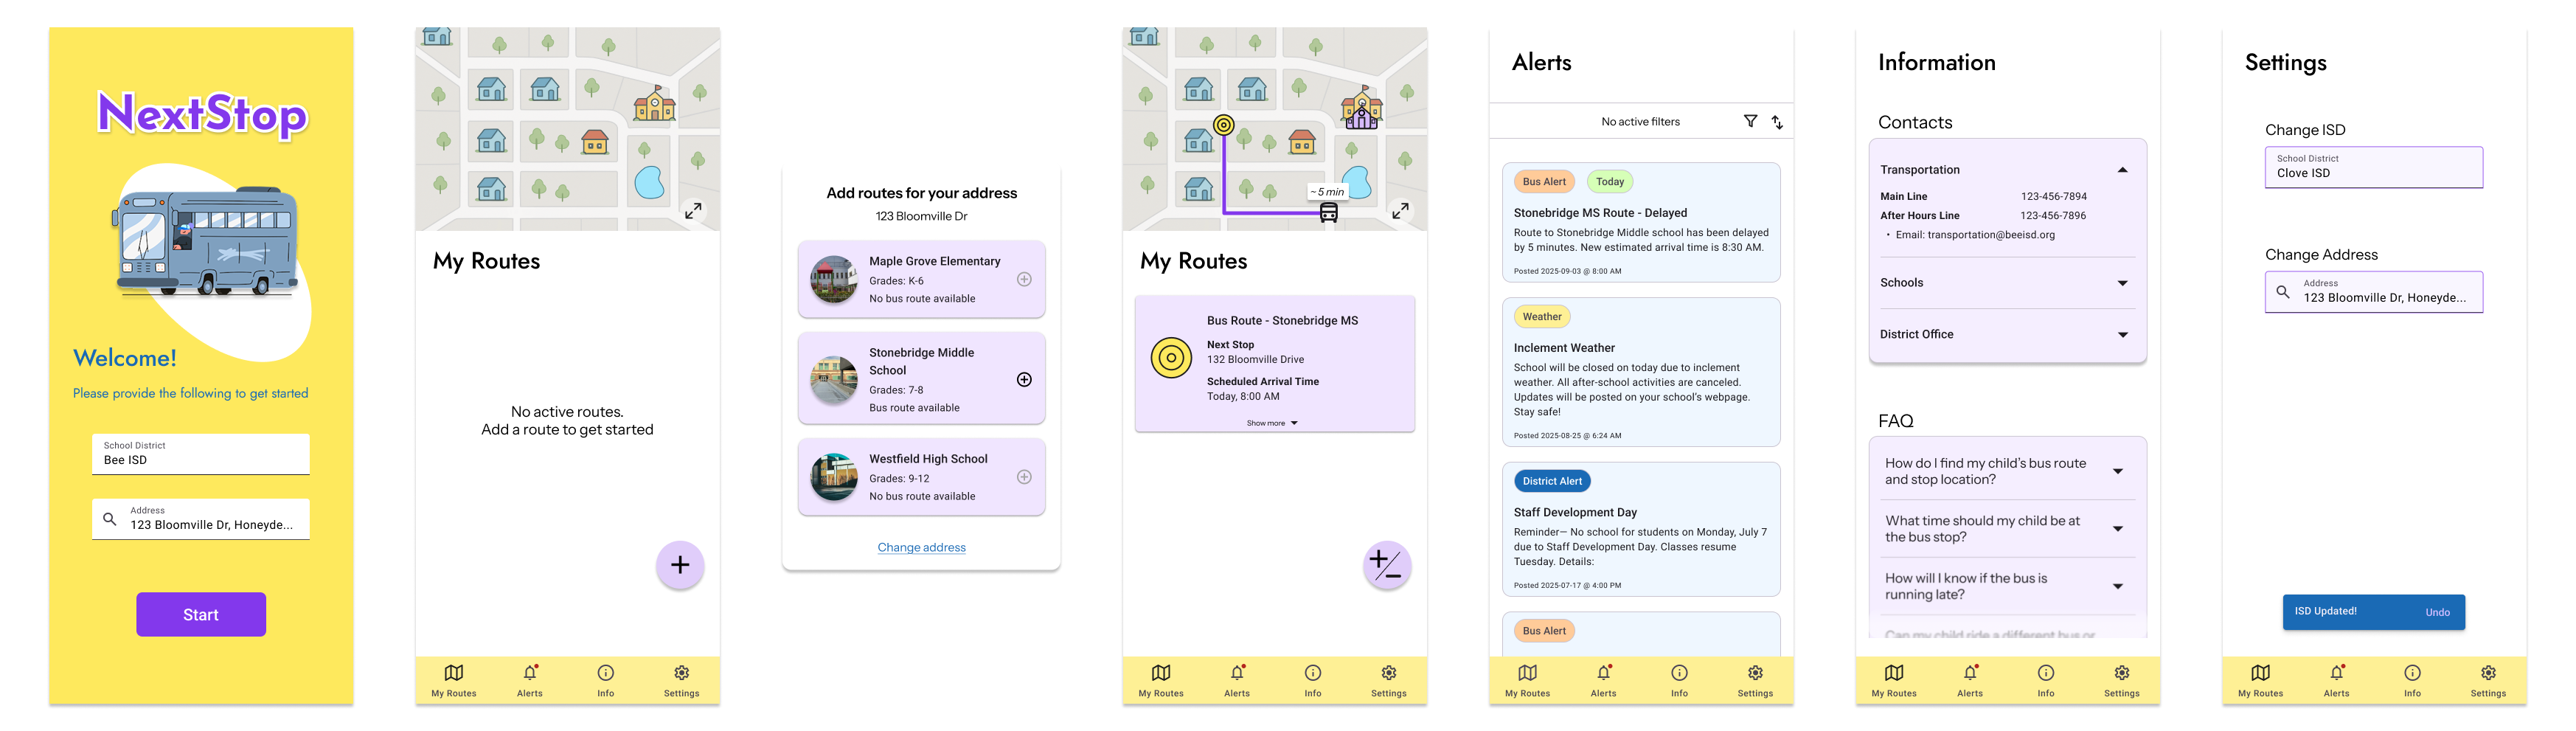 NextStop
Welcome!
Please provide the following to get started
School District
Bee ISD
Address
123 Bloomville Dr, Honeyde...
Start
My Routes
No active routes.
Add a route to get started
My Routes
Alerts
Info
Settings
Add routes for your address
123 Bloomville Dr
Maple Grove Elementary
Grades: K-6
No bus route available
Stonebridge Middle
School
Grades: 7-8
Bus route available
Westfield High School
Grades: 9-12
No bus route available
Change address
~ 5 min
My Routes
Bus Route - Stonebridge MS
Next Stop
132 Bloomville Drive
Scheduled Arrival Time
Today, 8:00 AM
Show more
My Routes
Alerts
Info
Settings
Alerts
No active filters
Bus Alert
Today
Stonebridge MS Route - Delayed
Route to Stonebridge Middle school has been delayed
by 5 minutes. New estimated arrival time is 8:30 AM.
Posted 2025-09-03 @ 8:00 AM
Weather
Inclement Weather
School will be closed on today due to inclement
weather. All after-school activities are canceled.
Updates will be posted on your school's webpage.
Stay safe!
Posted 2025-08-25 @ 6:24 AM
District Alert
Staff Development Day
Reminder— No school for students on Monday, July 7
due to Staff Development Day. Classes resume
Tuesday. Details:
Posted 2025-07-17 @ 4:00 PM
Bus Alert
My Routes
Alerts
Info
Settings
Information
Contacts
Transportation
Main Line 123-456-7894
After Hours Line 123-456-7896
• Email: transportation@beeisd.org
Schools
District Office
FAQ
How do I find my child's bus route
and stop location?
What time should my child be at
the bus stop?
How will I know if the bus is
running late?
Can my child ride a different bus or
My Routes
Alerts
Info
Settings
Settings
Change ISD
School District
Clove ISD
Change Address
Address
123 Bloomville Dr, Honeyde...
ISD Updated!
Undo
My Routes
Alerts
Info
Settings